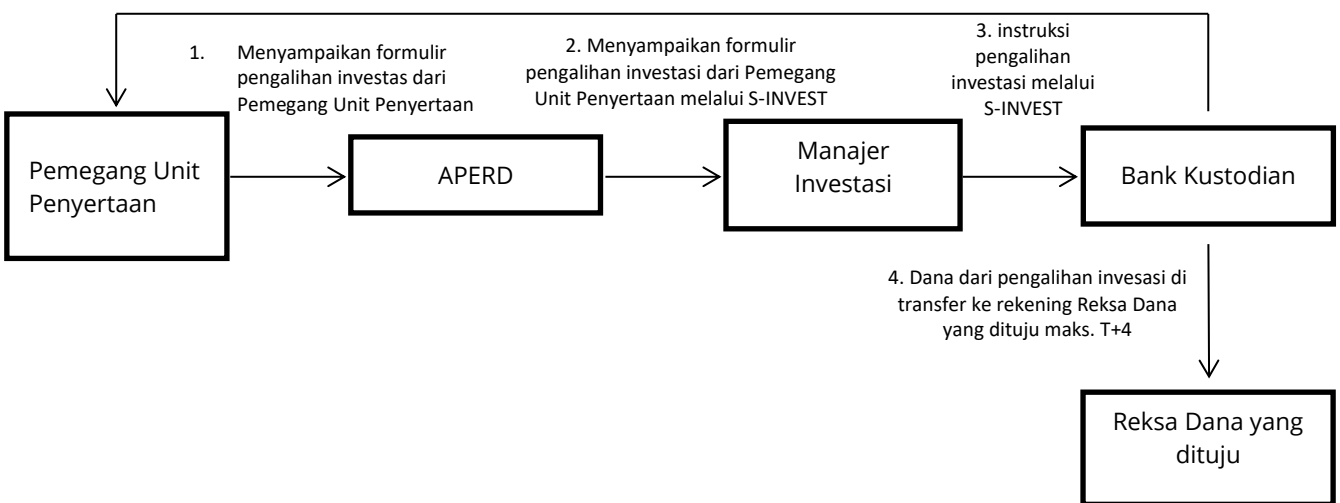 1. Menyampaikan formulir
pengalihan investas dari
Pemegang Unit Penyertaan
2. Menyampaikan formulir
pengalihan investasi dari Pemegang
Unit Penyertaan melalui S-INVEST
3. instruksi
pengalihan
investasi melalui
S-INVEST
Pemegang Unit
Penyertaan
APERD
Manajer
Investasi
Bank Kustodian
4. Dana dari pengalihan invesasi di
transfer ke rekening Reksa Dana
yang dituju maks. T+4
Reksa Dana yang
dituju